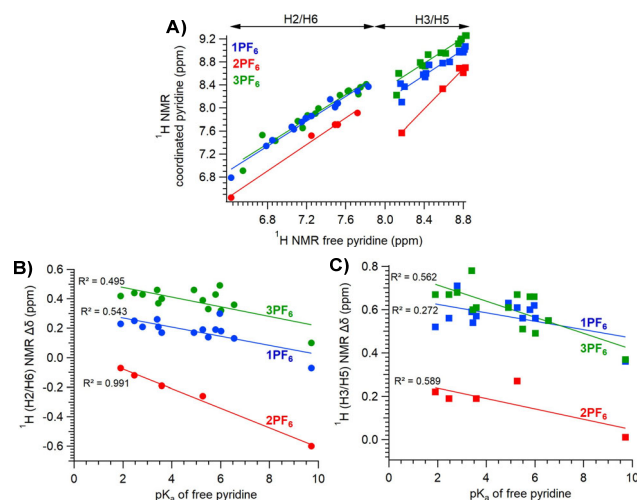 A)
H2/H6
H3/H5
1PF6
2PF6
3PF6
9.2
8.8
8.4
8.0
7.6
7.2
6.8
¹H NMR
coordinated pyridine (ppm)
6.8 7.2 7.6 8.0 8.4 8.8
¹H NMR free pyridine (ppm)
B)
¹H (H2/H6) NMR Δδ (ppm)
0.6
0.4
0.2
0.0
-0.2
-0.4
-0.6
R² = 0.495
R² = 0.543
R² = 0.991
3PF6
1PF6
2PF6
0 2 4 6 8 10
pKa of free pyridine
C)
¹H (H3/H5) NMR Δδ (ppm)
0.8
0.6
0.4
0.2
0.0
R² = 0.562
R² = 0.272
R² = 0.589
1PF6
3PF6
2PF6
0 2 4 6 8 10
pKa of free pyridine